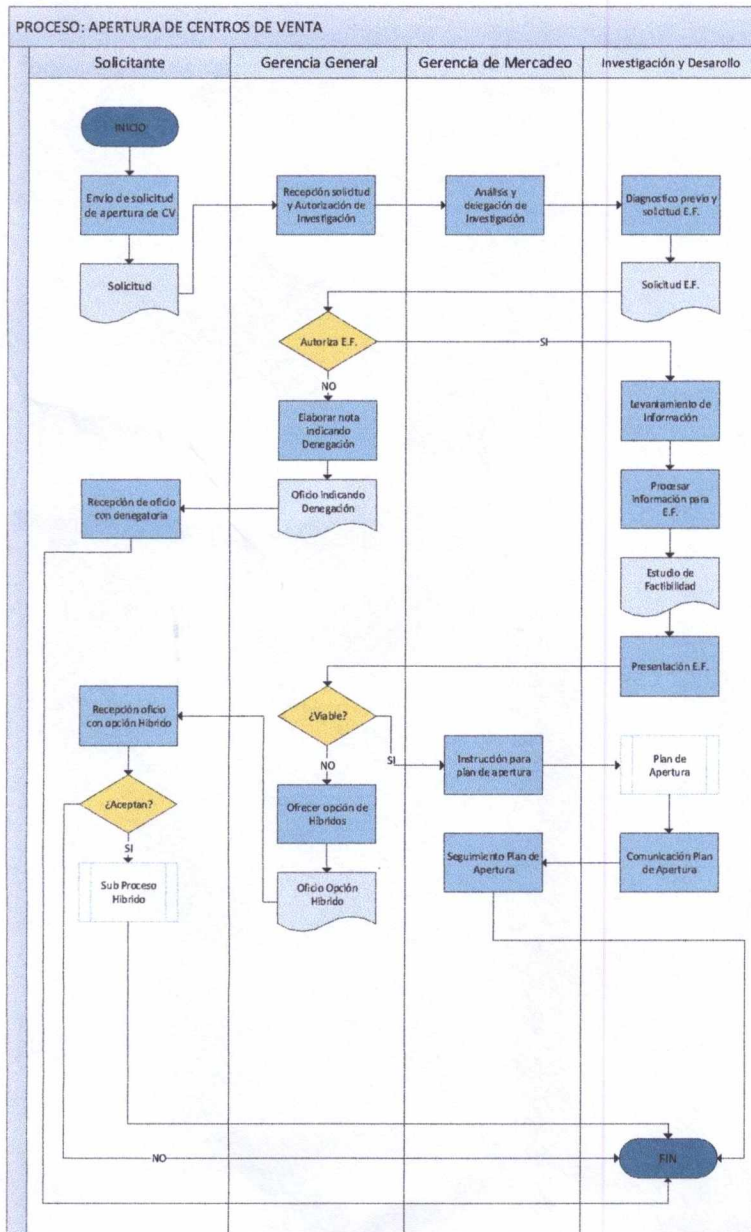 PROCESO: APERTURA DE CENTROS DE VENTA
Solicitante
Gerencia General
Gerencia de Mercadeo
Investigación y Desarollo
INICIO
Envío de solicitud
de apertura de CV
Recepción solicitud
y Autorización de
Investigación
Análisis y
delegación de
Investigación
Diagnostico previo y
solicitud E.F.
Solicitud
Solicitud E.F.
Autoriza E.F.
SI
NO
Levantamiento de
Información
Elaborar nota
indicando
Denegación
Recepción de oficio
con denegatoria
Oficio Indicando
Denegación
Procesar
Información para
E.F.
Estudio de
Factibilidad
Presentación E.F.
Recepción oficio
con opción Híbrido
¿Viable?
SI
NO
Instrucción para
plan de apertura
Plan de
Apertura
¿Aceptan?
SI
Ofrecer opción de
Híbridos
Seguimiento Plan de
Apertura
Comunicación Plan
de Apertura
Sub Proceso
Híbrido
Oficio Opción
Híbrido
NO
FIN